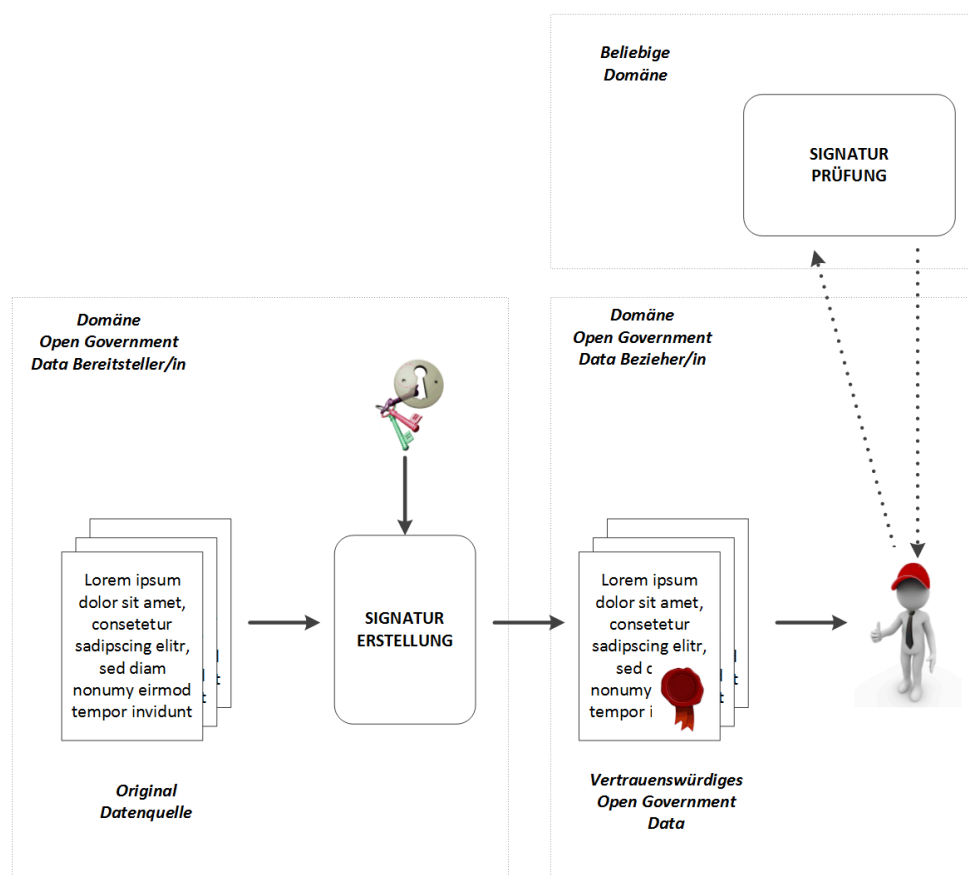 Beliebige
Domäne
SIGNATUR
PRÜFUNG
Domäne
Open Government
Data Bereitsteller/in
Domäne
Open Government
Data Bezieher/in
Lorem ipsum
dolor sit amet,
consetetur
sadipscing elitr,
sed diam
nonumy eirmod
tempor invidunt
SIGNATUR
ERSTELLUNG
Lorem ipsum
dolor sit amet,
consetetur
sadipscing elitr,
sed
nonumy
tempor
Original
Datenquelle
Vertrauenswürdiges
Open Government
Data